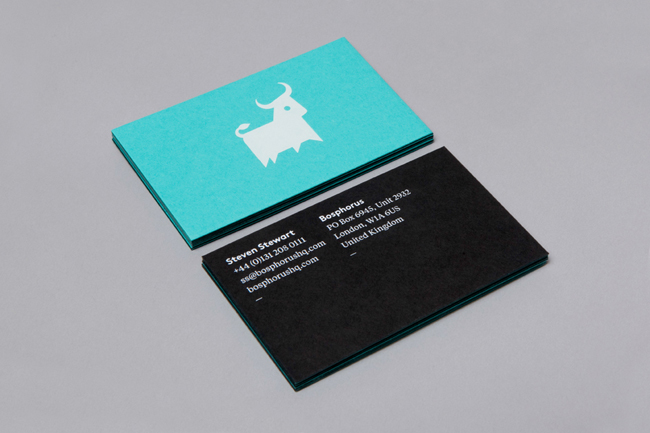 Steven Stewart
+44 (0)131 208 0111
ss@bosphorushq.com
bosphorushq.com
—
Bosphorus
PO Box 6945, Unit 2932
London, W1A 6US
United Kingdom
—